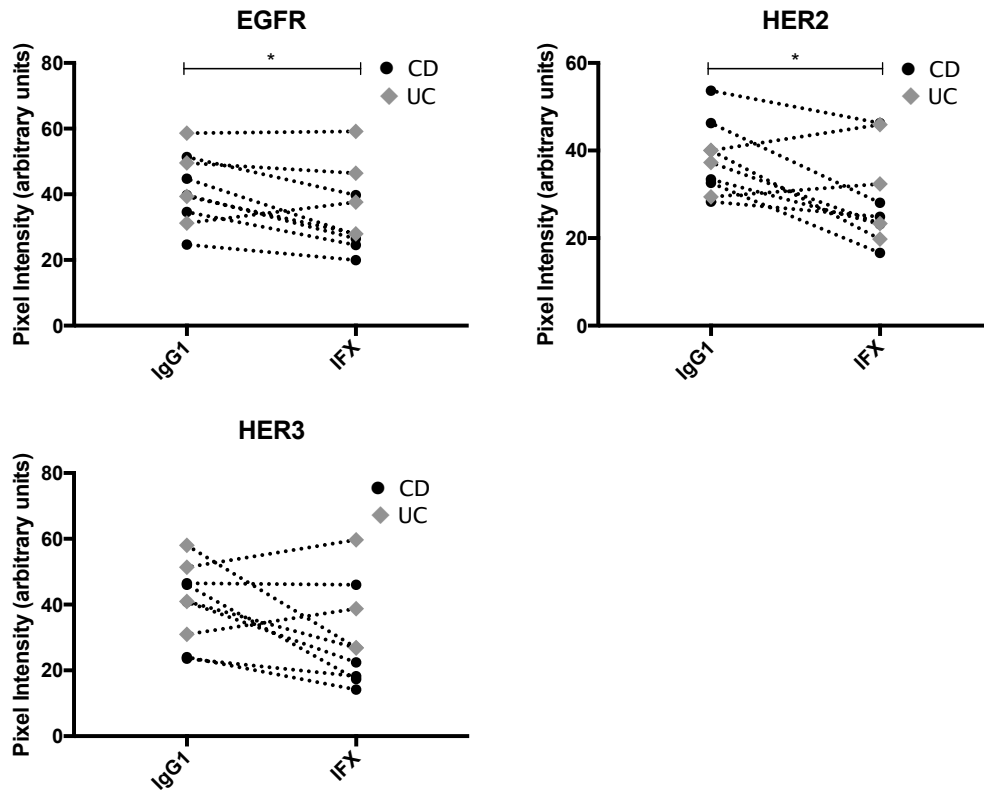 EGFR
Pixel Intensity (arbitrary units)
80
60
40
20
0
*
CD
UC
IgG1
IFX
HER2
Pixel Intensity (arbitrary units)
60
40
20
0
*
CD
UC
IgG1
IFX
HER3
Pixel Intensity (arbitrary units)
80
60
40
20
0
CD
UC
IgG1
IFX